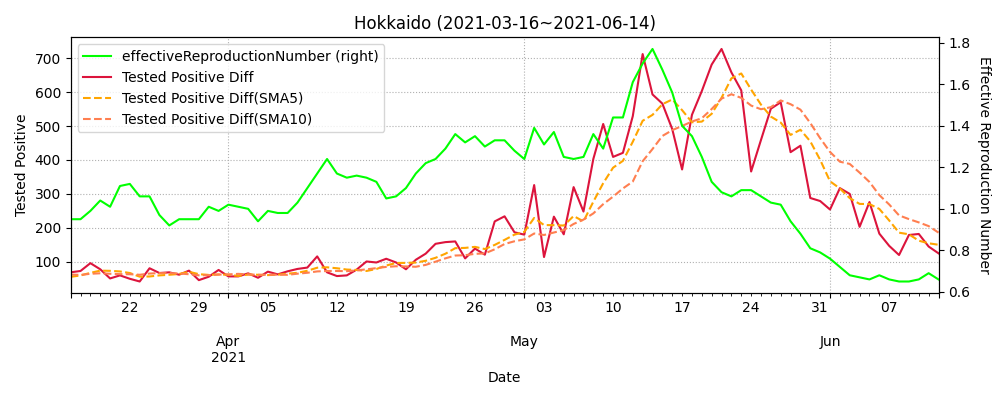 Hokkaido (2021-03-16~2021-06-14)
effectiveReproductionNumber (right)
Tested Positive Diff
Tested Positive Diff(SMA5)
Tested Positive Diff(SMA10)
Tested Positive
700
600
500
400
300
200
100
1.8
1.6
1.4
1.2
1.0
0.8
0.6
Effective Reproduction Number
22 29 05 12 19 26 03 10 17 24 31 07
Apr May Jun
2021
Date